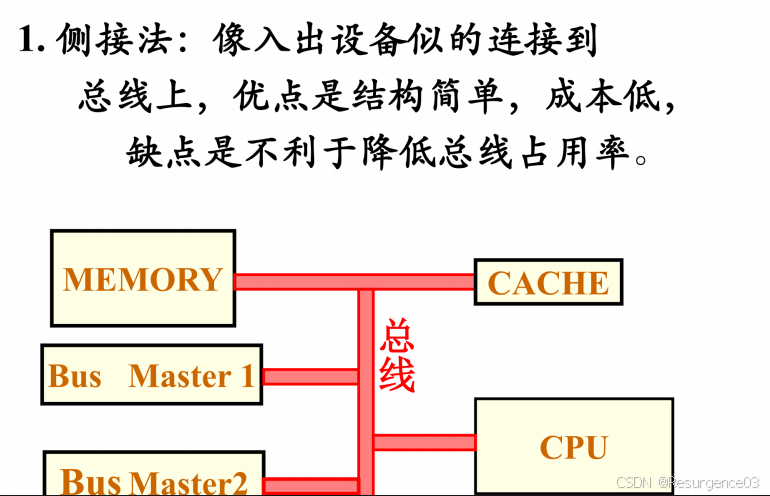 1. 侧接法：像入出设备似的连接到
总线上，优点是结构简单，成本低，
缺点是不利于降低总线占用率。
MEMORY
CACHE
总
线
Bus Master 1
CPU
Bus Master2
CSDN @Resurgence03